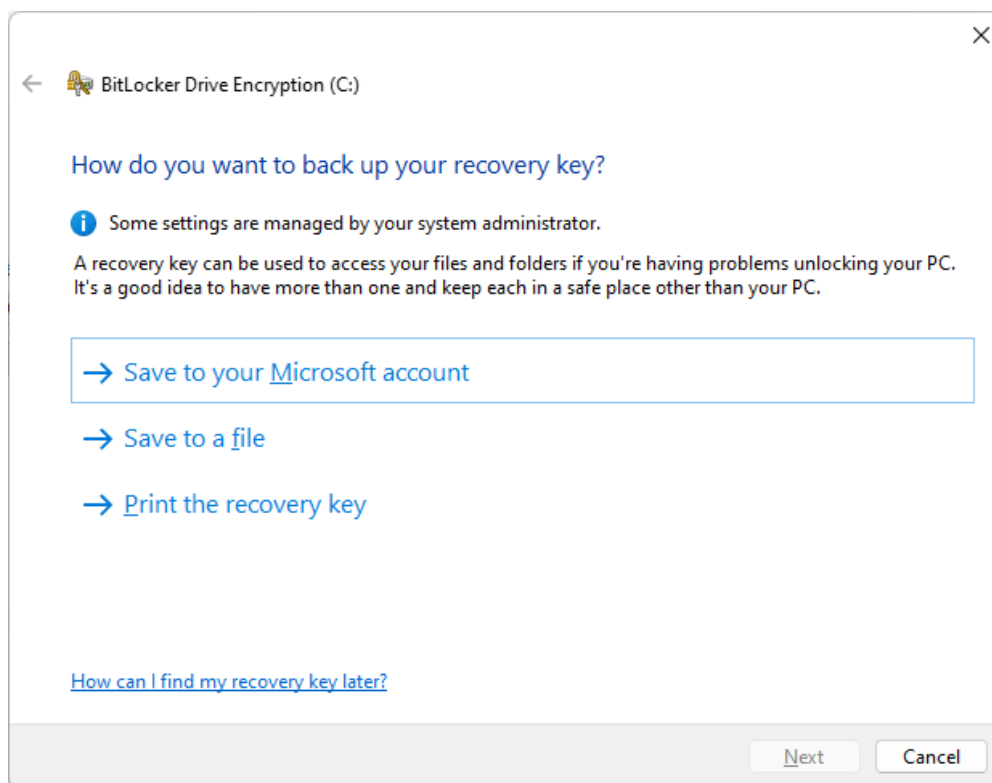 BitLocker Drive Encryption (C:)
How do you want to back up your recovery key?
Some settings are managed by your system administrator.
A recovery key can be used to access your files and folders if you're having problems unlocking your PC.
It's a good idea to have more than one and keep each in a safe place other than your PC.
Save to your Microsoft account
Save to a file
Print the recovery key
How can I find my recovery key later?
Next
Cancel